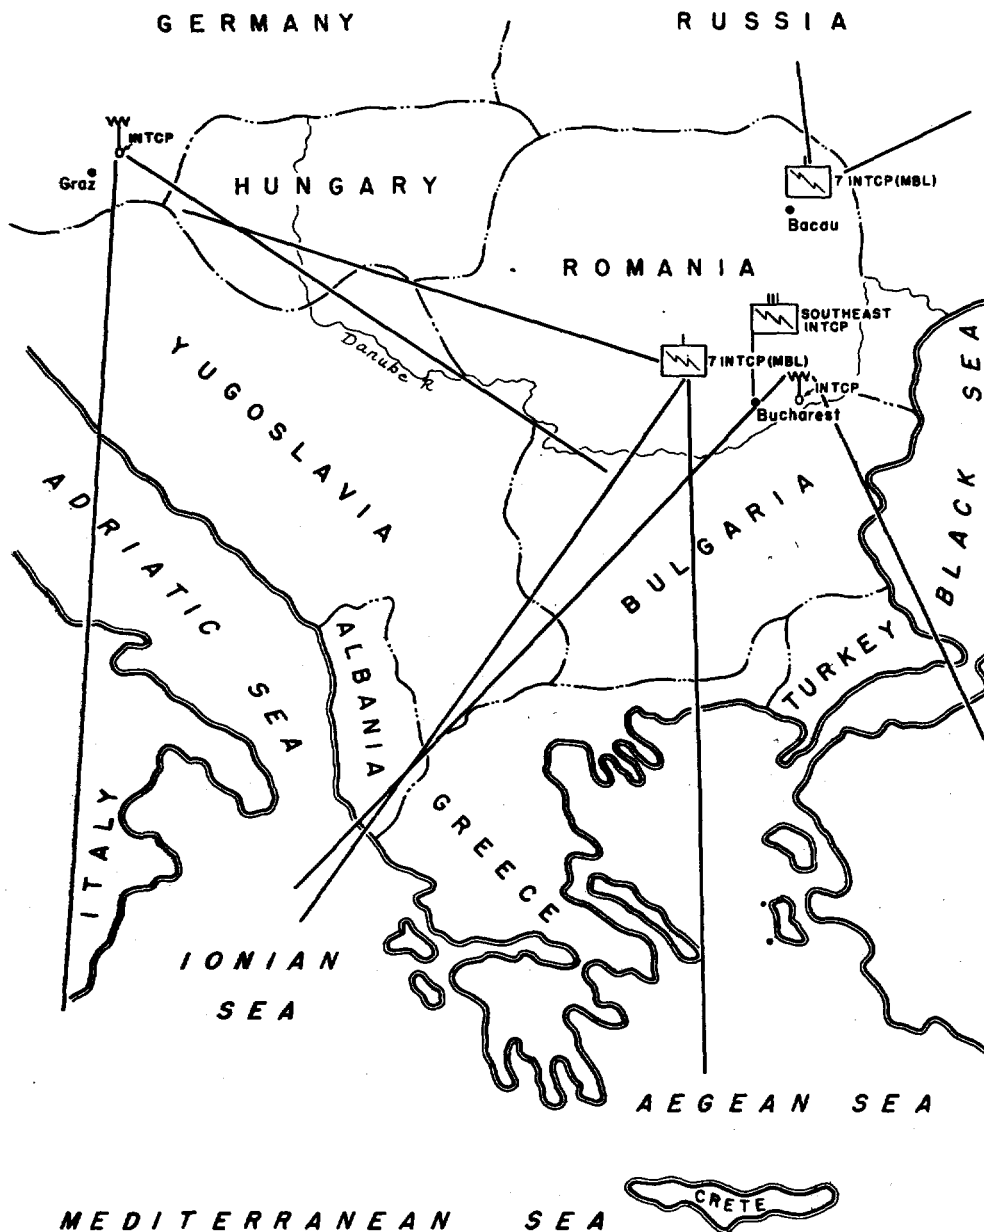 GERMANY
RUSSIA
INTCP
Graz
HUNGARY
7 INTCP (MBL)
Bacau
ROMANIA
SOUTHEAST
INTCP
7 INTCP (MBL)
Danube R
INTCP
Bucharest
YUGOSLAVIA
BLACK SEA
ADRIATIC SEA
BULGARIA
ALBANIA
TURKEY
ITALY
GREECE
IONIAN
SEA
AEGEAN SEA
CRETE
MEDITERRANEAN SEA